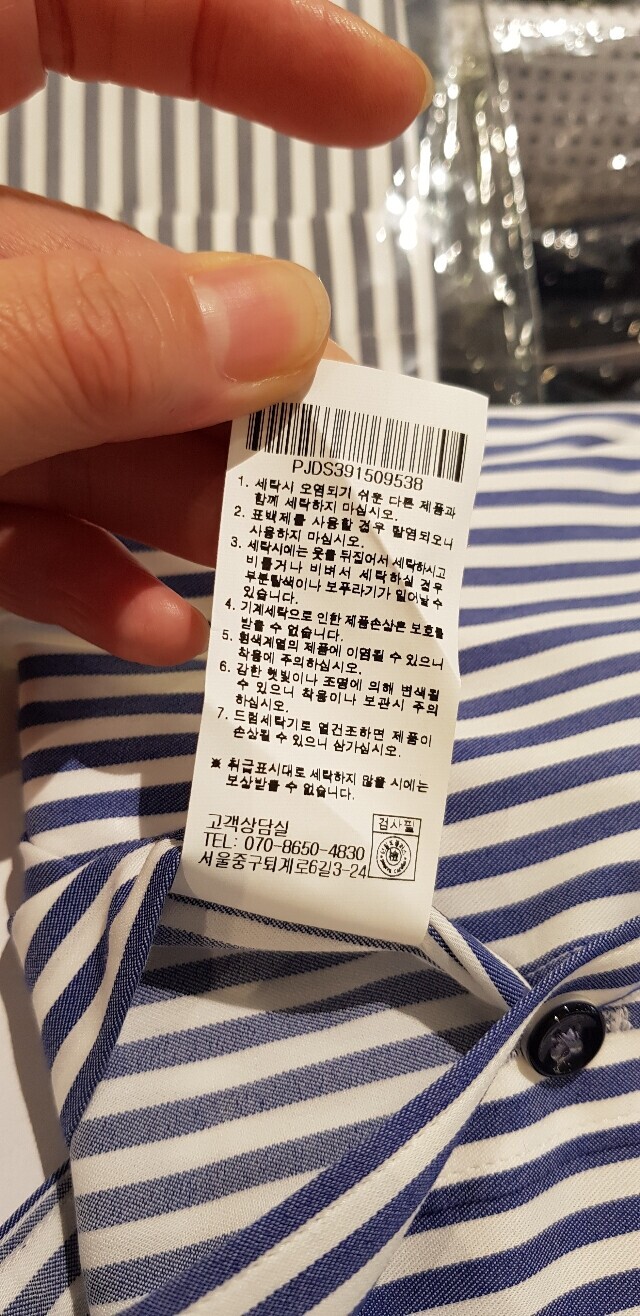 PJDS391509538
1. 세탁시 오염되기 쉬운 다른 제품과
함께 세탁하지 마십시오.
2. 표백제를 사용할 경우 탈염되오니
사용하지 마십시오.
3. 세탁시에는 옷을 뒤집어서 세탁하시고
비틀거나 비벼서 세탁하실 경우
부분탈색이나 보푸라기가 일어날 수
있습니다.
4. 기계세탁으로 인한 제품손상은 보호를
받을 수 없습니다.
5. 흰색계열의 제품에 이염될 수 있으니
착용에 주의하십시오.
6. 강한 햇빛이나 조명에 의해 변색될
수 있으니 착용이나 보관시 주의
하십시오.
7. 드럼세탁기로 열건조하면 제품이
손상될 수 있으니 삼가십시오.
※ 취급표시대로 세탁하지 않을 시에는
보상받를 수 없습니다.
고객상담실
검사필
TEL: 070-8650-4830
서울중구퇴계로6길3-24